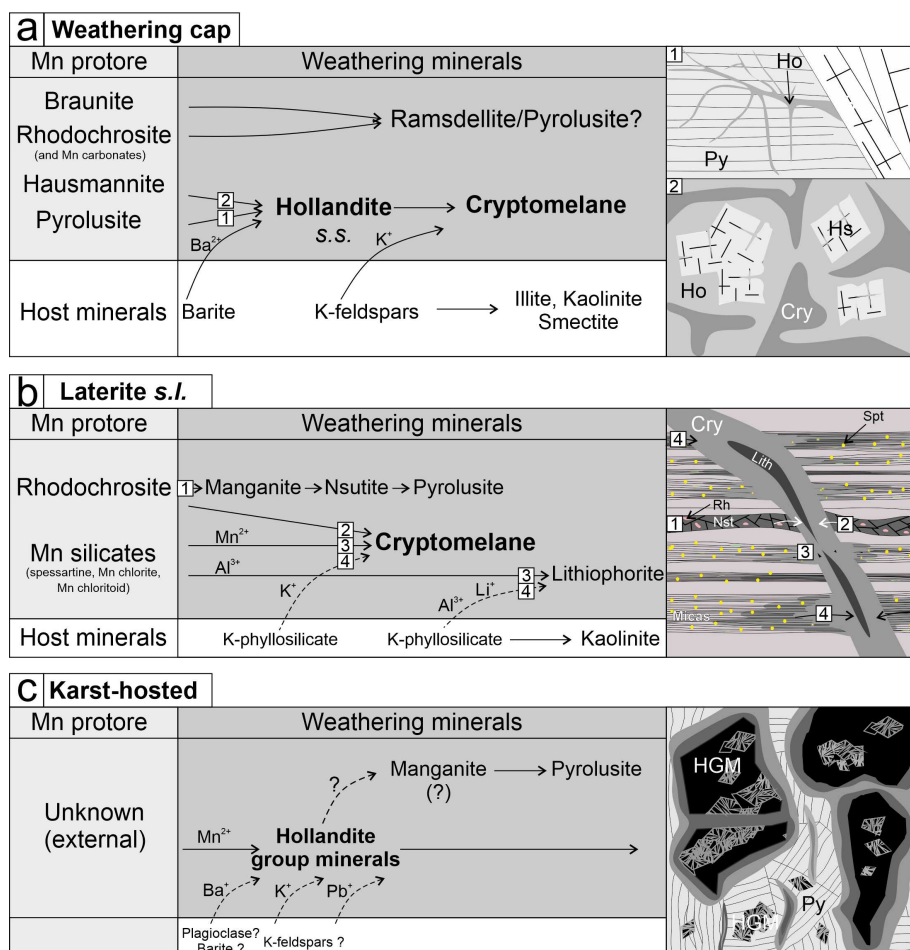 a Weathering cap
Mn protore
Weathering minerals
Braunite
Rhodochrosite
(and Mn carbonates)
Hausmannite
Pyrolusite
Ramsdellite/Pyrolusite?
2
1
Hollandite
s.s.
Cryptomelane
Ba2+
K+
Host minerals
Barite
K-feldspars
Illite, Kaolinite
Smectite
1
Ho
Py
2
Hs
Ho
Cry
b Laterite s.l.
Mn protore
Weathering minerals
Rhodochrosite
1
Manganite
Nsutite
Pyrolusite
Mn silicates
(spessartine, Mn chlorite,
Mn chloritoid)
Mn2+
2
3
4
Cryptomelane
Al3+
3
4
Lithiophorite
K+
Al3+
Li+
Host minerals
K-phyllosilicate
K-phyllosilicate
Kaolinite
Cry
Spt
4
Lith
Rh
1
Nst
2
3
Micas
4
c Karst-hosted
Mn protore
Weathering minerals
Unknown
(external)
?
Manganite
(?)
Pyrolusite
Mn2+
Hollandite
group minerals
Ba+
K+
Pb+
Plagioclase?
Barite ?
K-feldspars ?
HGM
Py
HGM